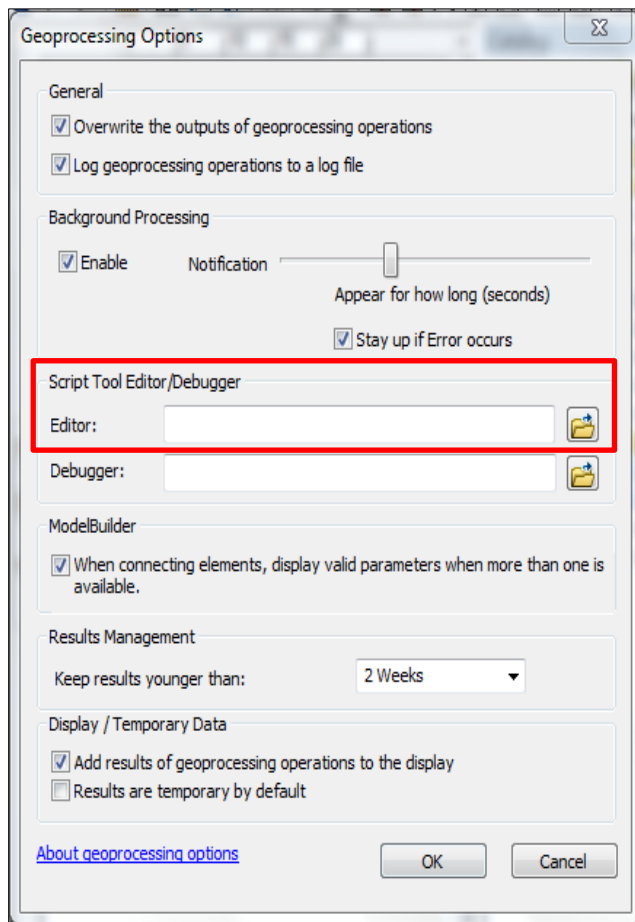 Geoprocessing Options
General
Overwrite the outputs of geoprocessing operations
Log geoprocessing operations to a log file
Background Processing
Enable
Notification
Appear for how long (seconds)
Stay up if Error occurs
Script Tool Editor/Debugger
Editor:
Debugger:
ModelBuilder
When connecting elements, display valid parameters when more than one is
available.
Results Management
Keep results younger than:
2 Weeks
Display / Temporary Data
Add results of geoprocessing operations to the display
Results are temporary by default
About geoprocessing options
OK
Cancel